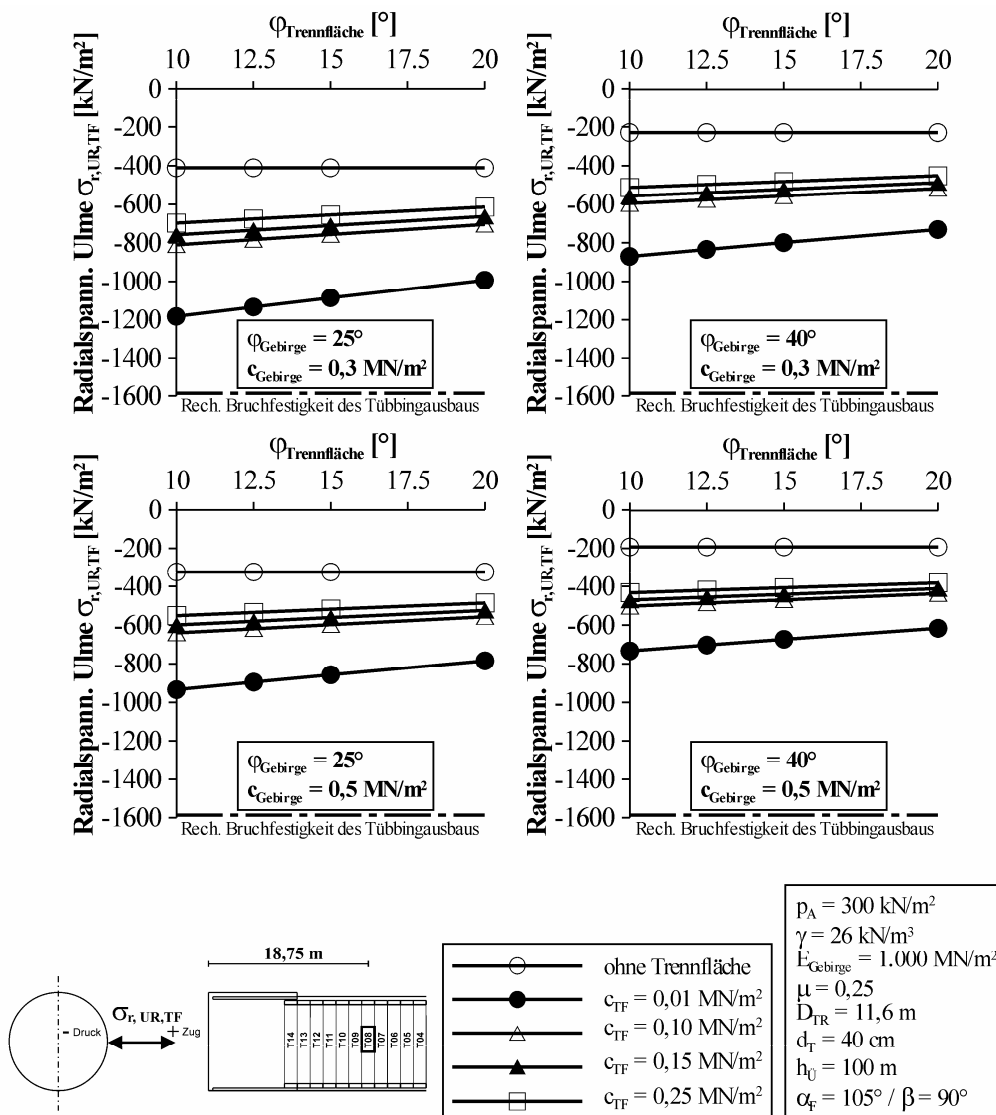 φTrennfläche [°]
10 12.5 15 17.5 20
Radialspann. Ulme σr,UR,TF [kN/m²]
0
-200
-400
-600
-800
-1000
-1200
-1400
-1600
φGebirge = 25°
cGebirge = 0,3 MN/m²
Rech. Bruchfestigkeit des Tübbingausbaus
φTrennfläche [°]
10 12.5 15 17.5 20
Radialspann. Ulme σr,UR,TF [kN/m²]
0
-200
-400
-600
-800
-1000
-1200
-1400
-1600
φGebirge = 40°
cGebirge = 0,3 MN/m²
Rech. Bruchfestigkeit des Tübbingausbaus
φTrennfläche [°]
10 12.5 15 17.5 20
Radialspann. Ulme σr,UR,TF [kN/m²]
0
-200
-400
-600
-800
-1000
-1200
-1400
-1600
φGebirge = 25°
cGebirge = 0,5 MN/m²
Rech. Bruchfestigkeit des Tübbingausbaus
φTrennfläche [°]
10 12.5 15 17.5 20
Radialspann. Ulme σr,UR,TF [kN/m²]
0
-200
-400
-600
-800
-1000
-1200
-1400
-1600
φGebirge = 40°
cGebirge = 0,5 MN/m²
Rech. Bruchfestigkeit des Tübbingausbaus
σr, UR,TF
- Druck
+ Zug
18,75 m
T14 T13 T12 T11 T10 T09 T08 T07 T06 T05 T04
ohne Trennfläche
cTF = 0,01 MN/m²
cTF = 0,10 MN/m²
cTF = 0,15 MN/m²
cTF = 0,25 MN/m²
pA = 300 kN/m²
γ = 26 kN/m³
EGebirge = 1.000 MN/m²
μ = 0,25
DTR = 11,6 m
dT = 40 cm
hÜ = 100 m
αF = 105° / β = 90°